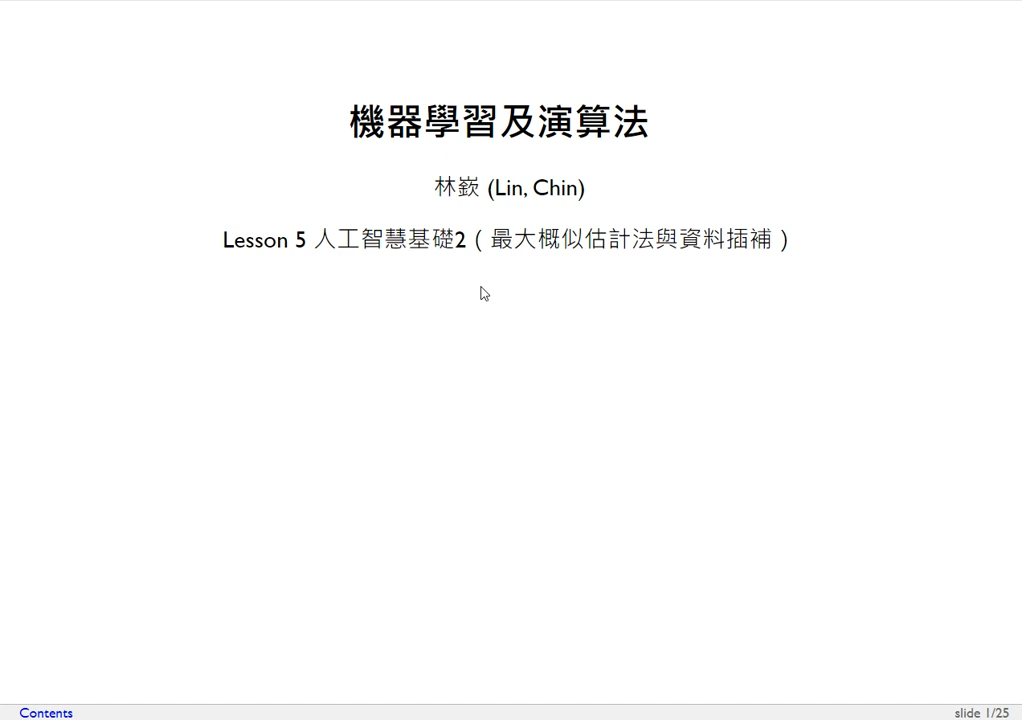 機器學習及演算法
林嶔 (Lin, Chin)
Lesson 5 人工智慧基礎2（最大概似估計法與資料插補）
Contents
slide 1/25